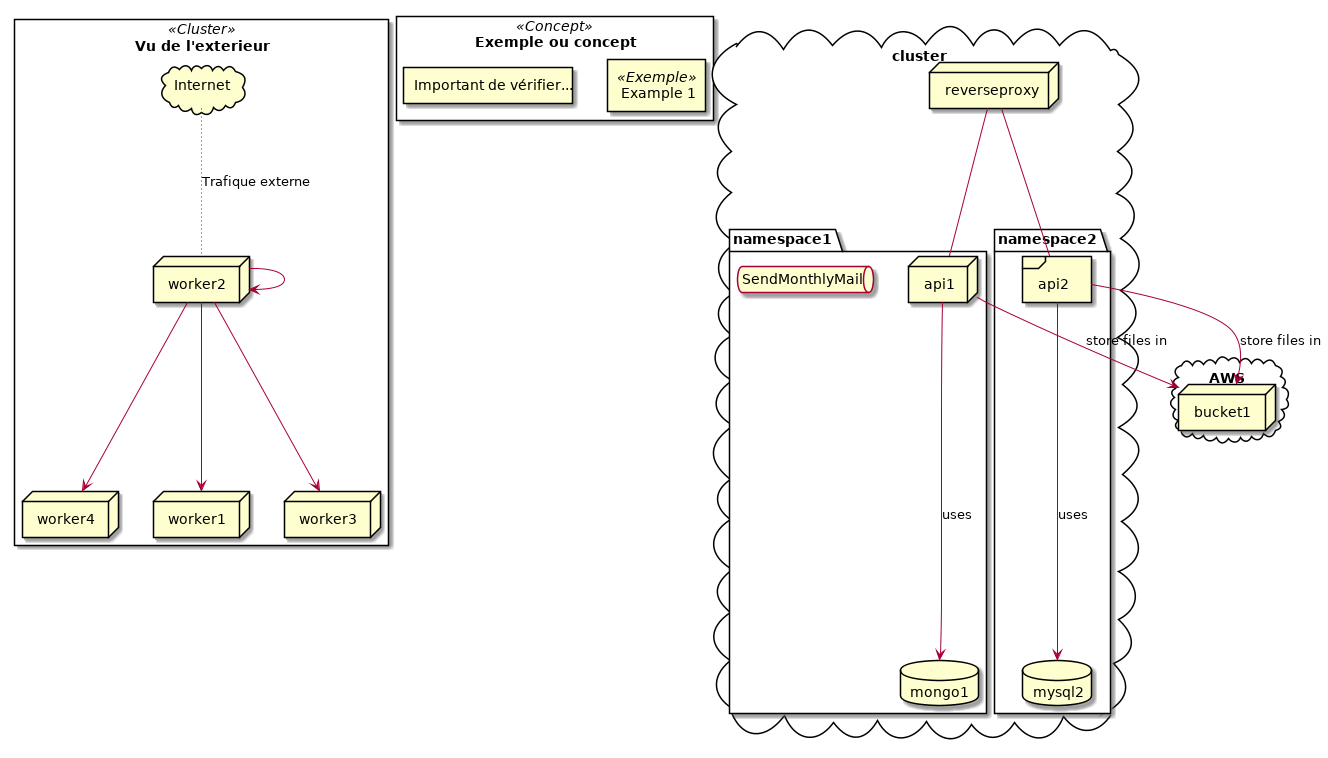 «Cluster»
Vu de l'exterieur
Internet
Trafique externe
worker2
worker4
worker1
worker3
«Concept»
Exemple ou concept
Important de vérifier...
«Exemple»
Example 1
cluster
reverseproxy
namespace1
SendMonthlyMail
api1
namespace2
api2
store files in
store files in
AWS
bucket1
uses
uses
mongo1
mysql2